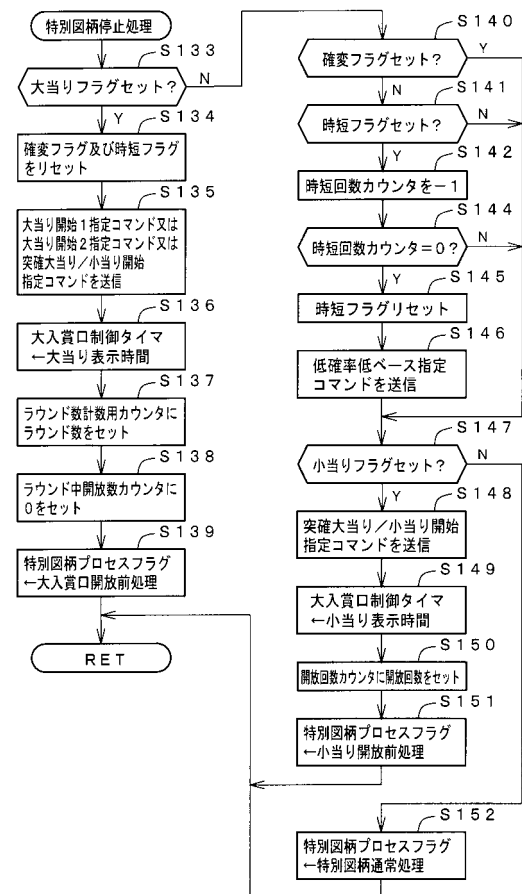 特別図柄停止処理
S133
大当りフラグセット?
N
Y
S134
確変フラグ及び時短フラグ
をリセット
S135
大当り開始1指定コマンド又は
大当り開始2指定コマンド又は
突確大当り/小当り開始
指定コマンドを送信
S136
大入賞口制御タイマ
←大当り表示時間
S137
ラウンド数計数用カウンタに
ラウンド数をセット
S138
ラウンド中開放数カウンタに
0をセット
S139
特別図柄プロセスフラグ
←大入賞口開放前処理
RET
S140
確変フラグセット?
Y
N
S141
時短フラグセット?
N
Y
S142
時短回数カウンタを-1
S144
時短回数カウンタ=0?
N
Y
S145
時短フラグリセット
S146
低確率低ベース指定
コマンドを送信
S147
小当りフラグセット?
N
Y
S148
突確大当り/小当り開始
指定コマンドを送信
S149
大入賞口制御タイマ
←小当り表示時間
S150
開放回数カウンタに開放回数をセット
S151
特別図柄プロセスフラグ
←小当り開放前処理
S152
特別図柄プロセスフラグ
←特別図柄通常処理